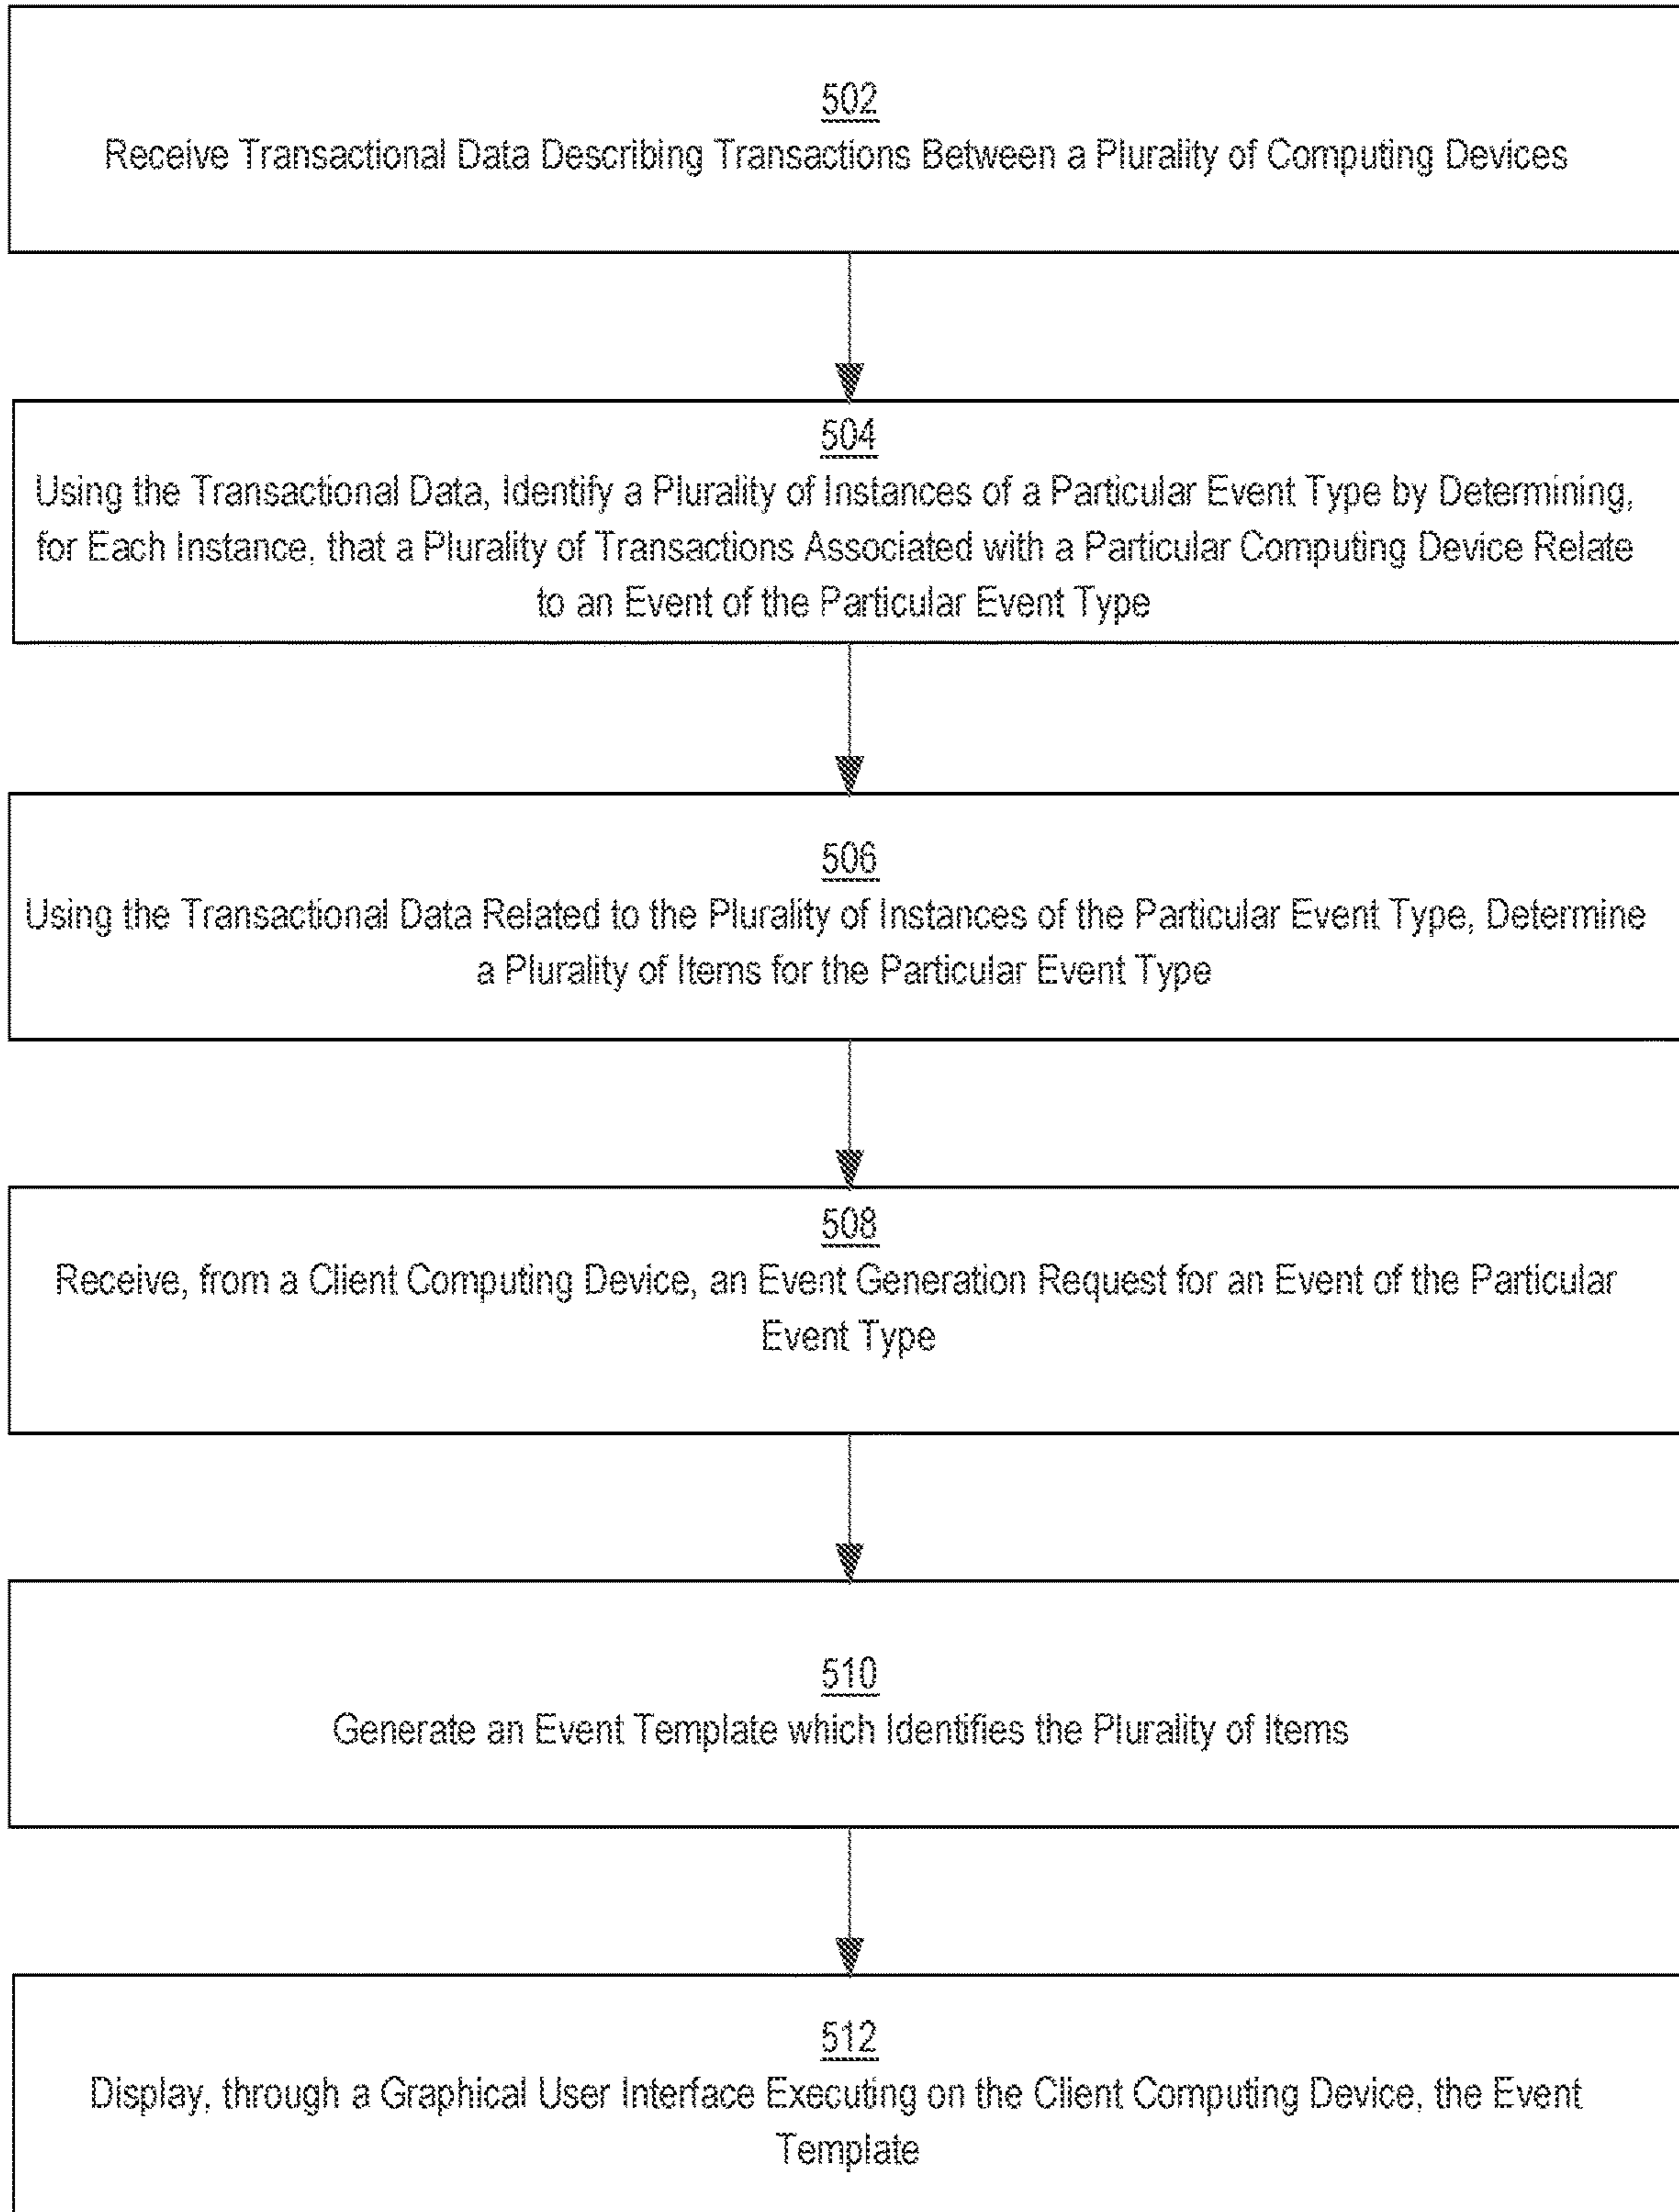 502
Receive Transactional Data Describing Transactions Between a Plurality of Computing Devices
504
Using the Transactional Data, Identify a Plurality of Instances of a Particular Event Type by Determining,
for Each Instance, that a Plurality of Transactions Associated with a Particular Computing Device Relate
to an Event of the Particular Event Type
506
Using the Transactional Data Related to the Plurality of Instances of the Particular Event Type, Determine
a Plurality of Items for the Particular Event Type
508
Receive, from a Client Computing Device, an Event Generation Request for an Event of the Particular
Event Type
510
Generate an Event Template which Identifies the Plurality of Items
512
Display, through a Graphical User Interface Executing on the Client Computing Device, the Event
Template